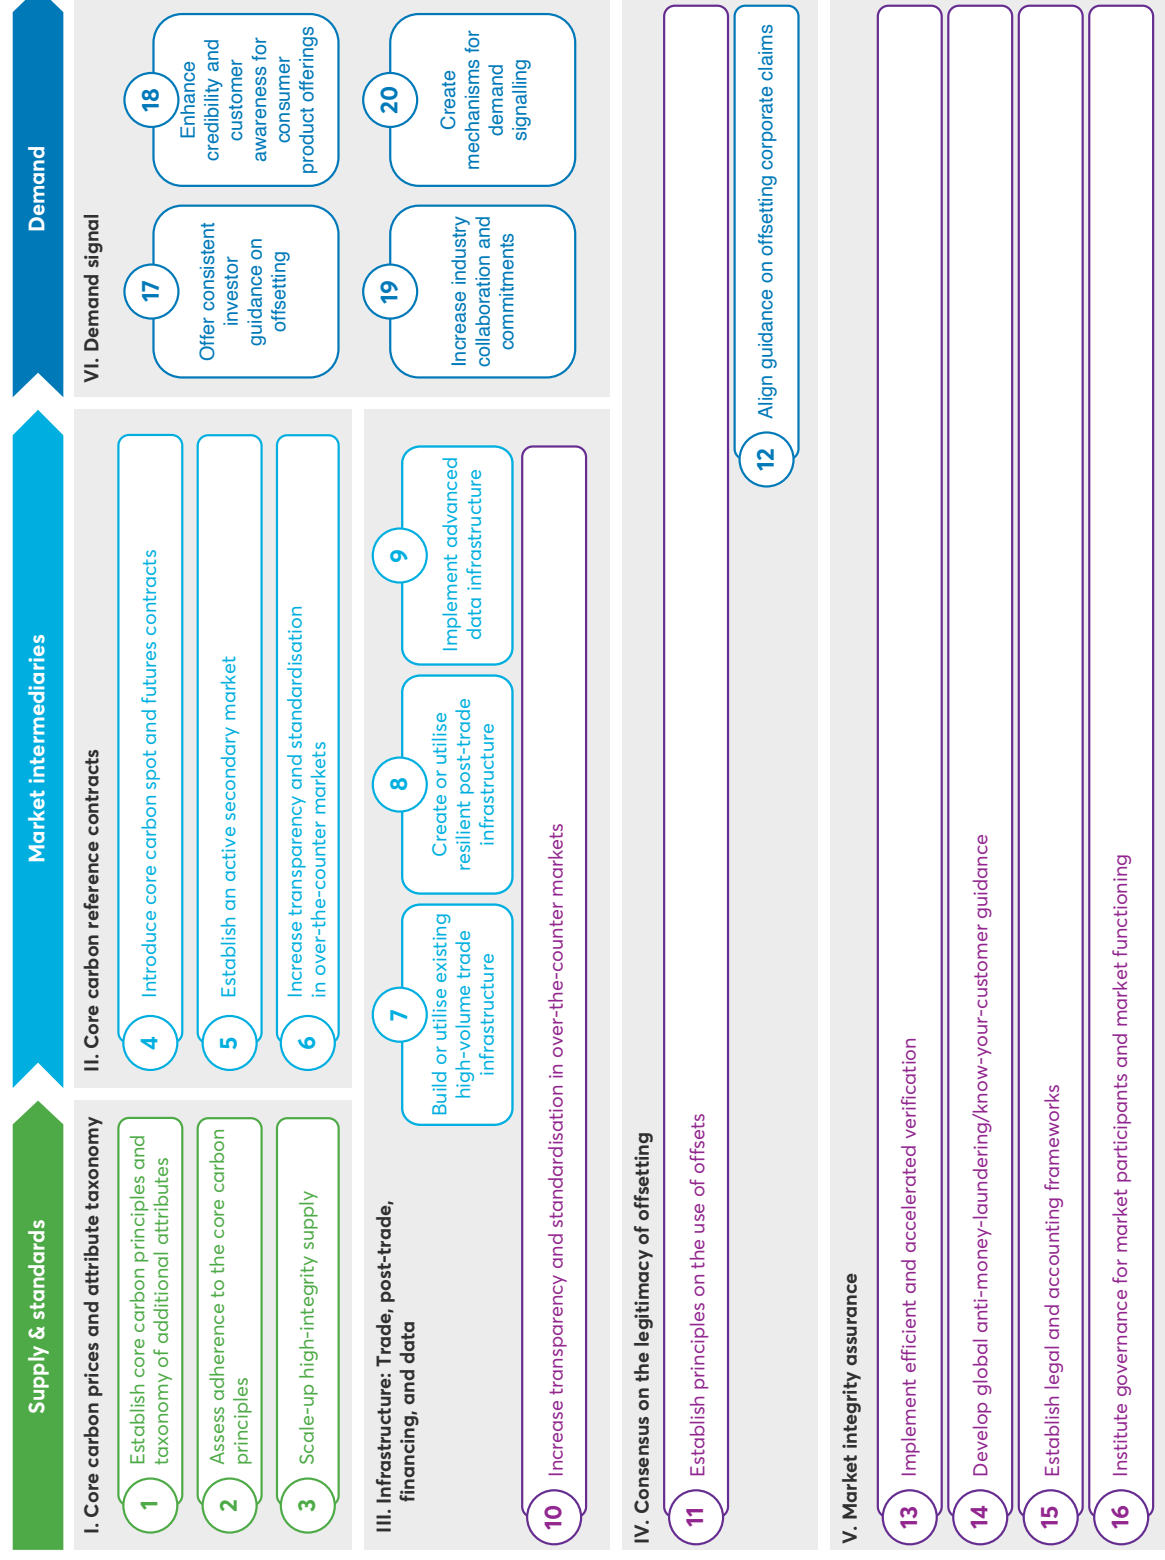 Supply & standards
Market intermediaries
Demand
I. Core carbon prices and attribute taxonomy
1
Establish core carbon principles and
taxonomy of additional attributes
2
Assess adherence to the core carbon
principles
3
Scale-up high-integrity supply
II. Core carbon reference contracts
4
Introduce core carbon spot and futures contracts
5
Establish an active secondary market
6
Increase transparency and standardisation
in over-the-counter markets
VI. Demand signal
17
Offer consistent
investor
guidance on
offsetting
18
Enhance
credibility and
customer
awareness for
consumer
product offerings
19
Increase industry
collaboration and
commitments
20
Create
mechanisms for
demand
signalling
III. Infrastructure: Trade, post-trade,
financing, and data
7
Build or utilise existing
high-volume trade
infrastructure
8
Create or utilise
resilient post-trade
infrastructure
9
Implement advanced
data infrastructure
10
Increase transparency and standardisation in over-the-counter markets
IV. Consensus on the legitimacy of offsetting
11
Establish principles on the use of offsets
12
Align guidance on offsetting corporate claims
V. Market integrity assurance
13
Implement efficient and accelerated verification
14
Develop global anti-money-laundering/know-your-customer guidance
15
Establish legal and accounting frameworks
16
Institute governance for market participants and market functioning